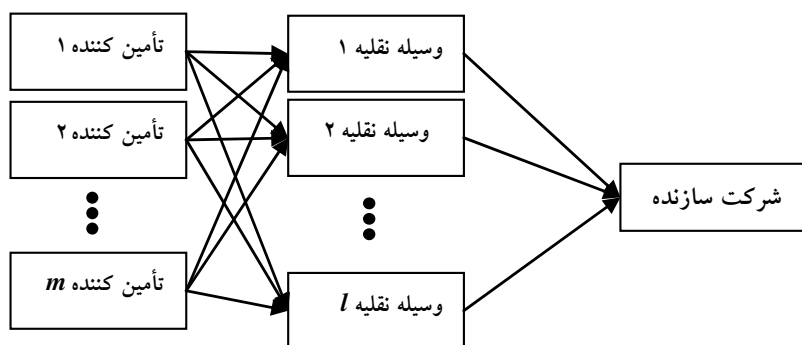 تأمین کننده ۱
وسیله نقلیه ۱
تأمین کننده ۲
وسیله نقلیه ۲
شرکت سازنده
تأمین کننده m
وسیله نقلیه l